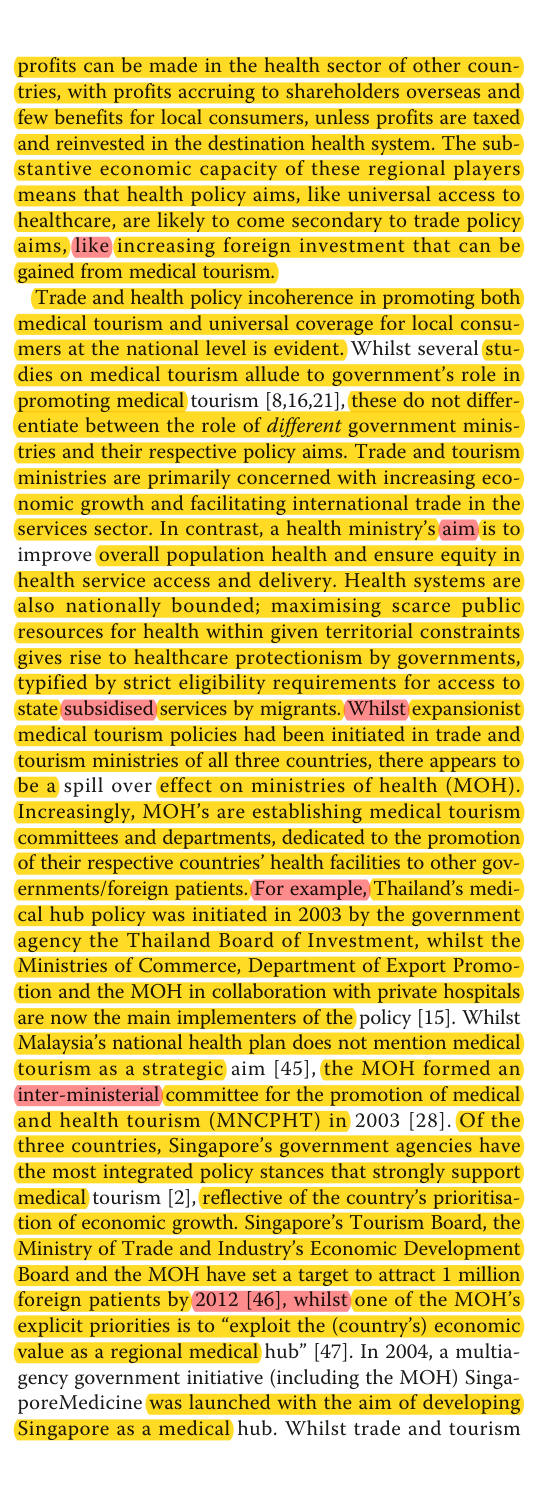 profits can be made in the health sector of other coun-
tries, with profits accruing to shareholders overseas and
few benefits for local consumers, unless profits are taxed
and reinvested in the destination health system. The sub-
stantive economic capacity of these regional players
means that health policy aims, like universal access to
healthcare, are likely to come secondary to trade policy
aims, like increasing foreign investment that can be
gained from medical tourism.
Trade and health policy incoherence in promoting both
medical tourism and universal coverage for local consu-
mers at the national level is evident. Whilst several stu-
dies on medical tourism allude to government's role in
promoting medical tourism [8,16,21], these do not differ-
entiate between the role of different government minis-
tries and their respective policy aims. Trade and tourism
ministries are primarily concerned with increasing eco-
nomic growth and facilitating international trade in the
services sector. In contrast, a health ministry's aim is to
improve overall population health and ensure equity in
health service access and delivery. Health systems are
also nationally bounded; maximising scarce public
resources for health within given territorial constraints
gives rise to healthcare protectionism by governments,
typified by strict eligibility requirements for access to
state subsidised services by migrants. Whilst expansionist
medical tourism policies had been initiated in trade and
tourism ministries of all three countries, there appears to
be a spill over effect on ministries of health (MOH).
Increasingly, MOH's are establishing medical tourism
committees and departments, dedicated to the promotion
of their respective countries' health facilities to other gov-
ernments/foreign patients. For example, Thailand's medi-
cal hub policy was initiated in 2003 by the government
agency the Thailand Board of Investment, whilst the
Ministries of Commerce, Department of Export Promo-
tion and the MOH in collaboration with private hospitals
are now the main implementers of the policy [15]. Whilst
Malaysia's national health plan does not mention medical
tourism as a strategic aim [45], the MOH formed an
inter-ministerial committee for the promotion of medical
and health tourism (MNCPHT) in 2003 [28]. Of the
three countries, Singapore's government agencies have
the most integrated policy stances that strongly support
medical tourism [2], reflective of the country's prioritisa-
tion of economic growth. Singapore's Tourism Board, the
Ministry of Trade and Industry's Economic Development
Board and the MOH have set a target to attract 1 million
foreign patients by 2012 [46], whilst one of the MOH's
explicit priorities is to "exploit the (country's) economic
value as a regional medical hub" [47]. In 2004, a multia-
gency government initiative (including the MOH) Singa-
poreMedicine was launched with the aim of developing
Singapore as a medical hub. Whilst trade and tourism